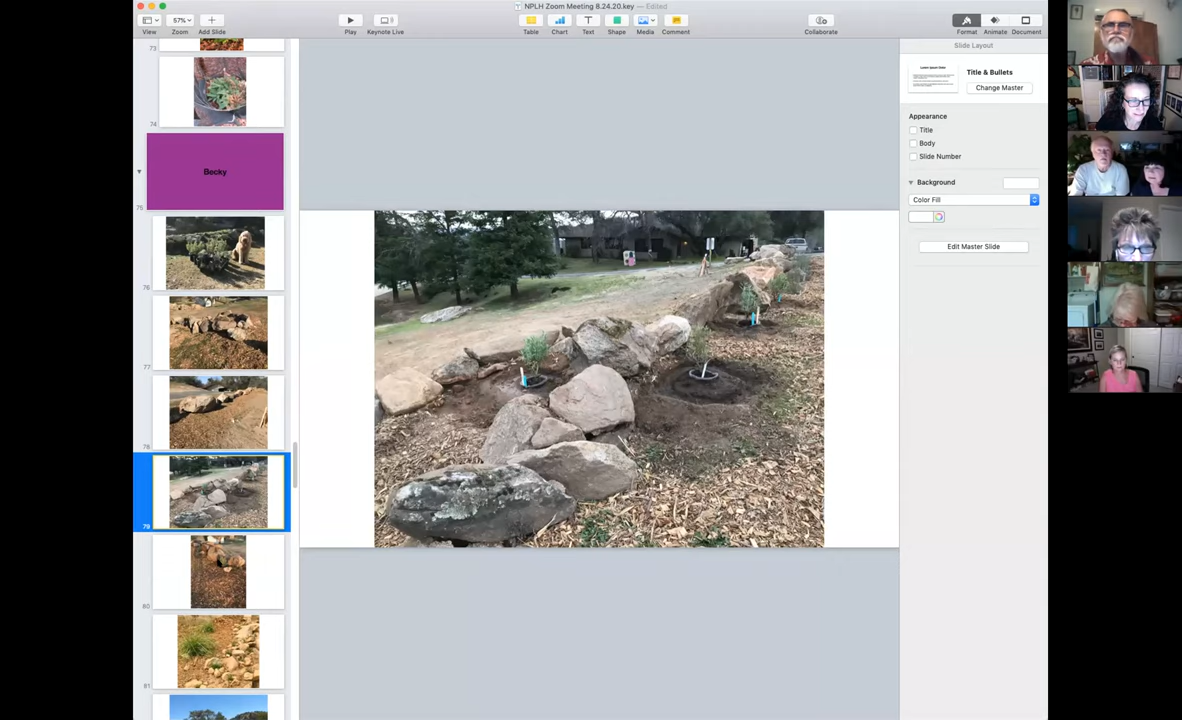 NPLH Zoom Meeting 8.24.20.key — Edited
57%
View
Zoom
Add Slide
Play
Keynote Live
Table
Chart
Text
Shape
Media
Comment
Collaborate
Format
Animate
Document
73
74
Becky
75
76
77
78
79
80
81
Slide Layout
Title & Bullets
Change Master
Appearance
Title
Body
Slide Number
Background
Color Fill
Edit Master Slide